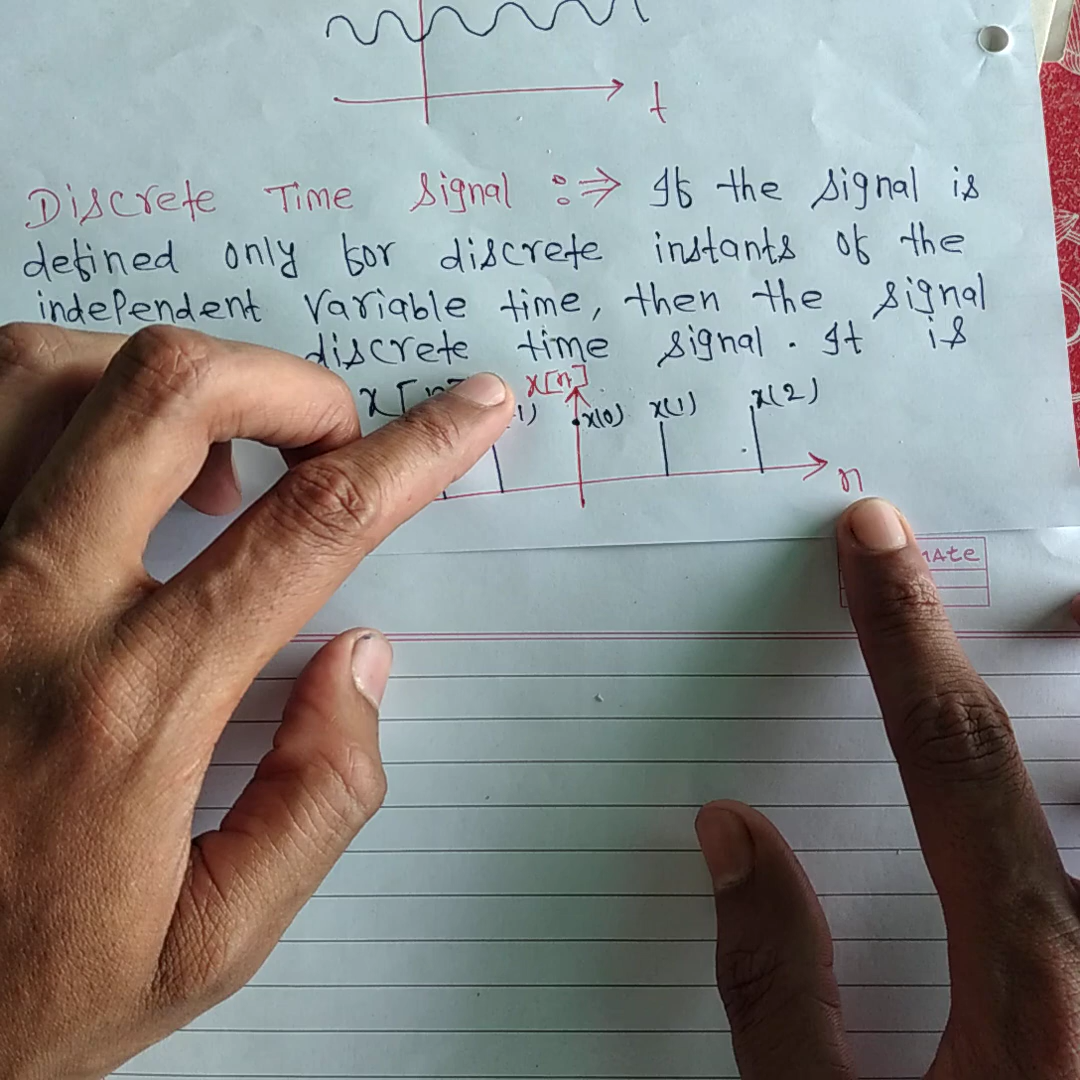 t
Discrete Time Signal :⇒ If the signal is
defined only for discrete instants of the
independent variable time, then the signal
discrete time signal. It is
x[n] x[n]
1) x(0) x(1) x(2)
n